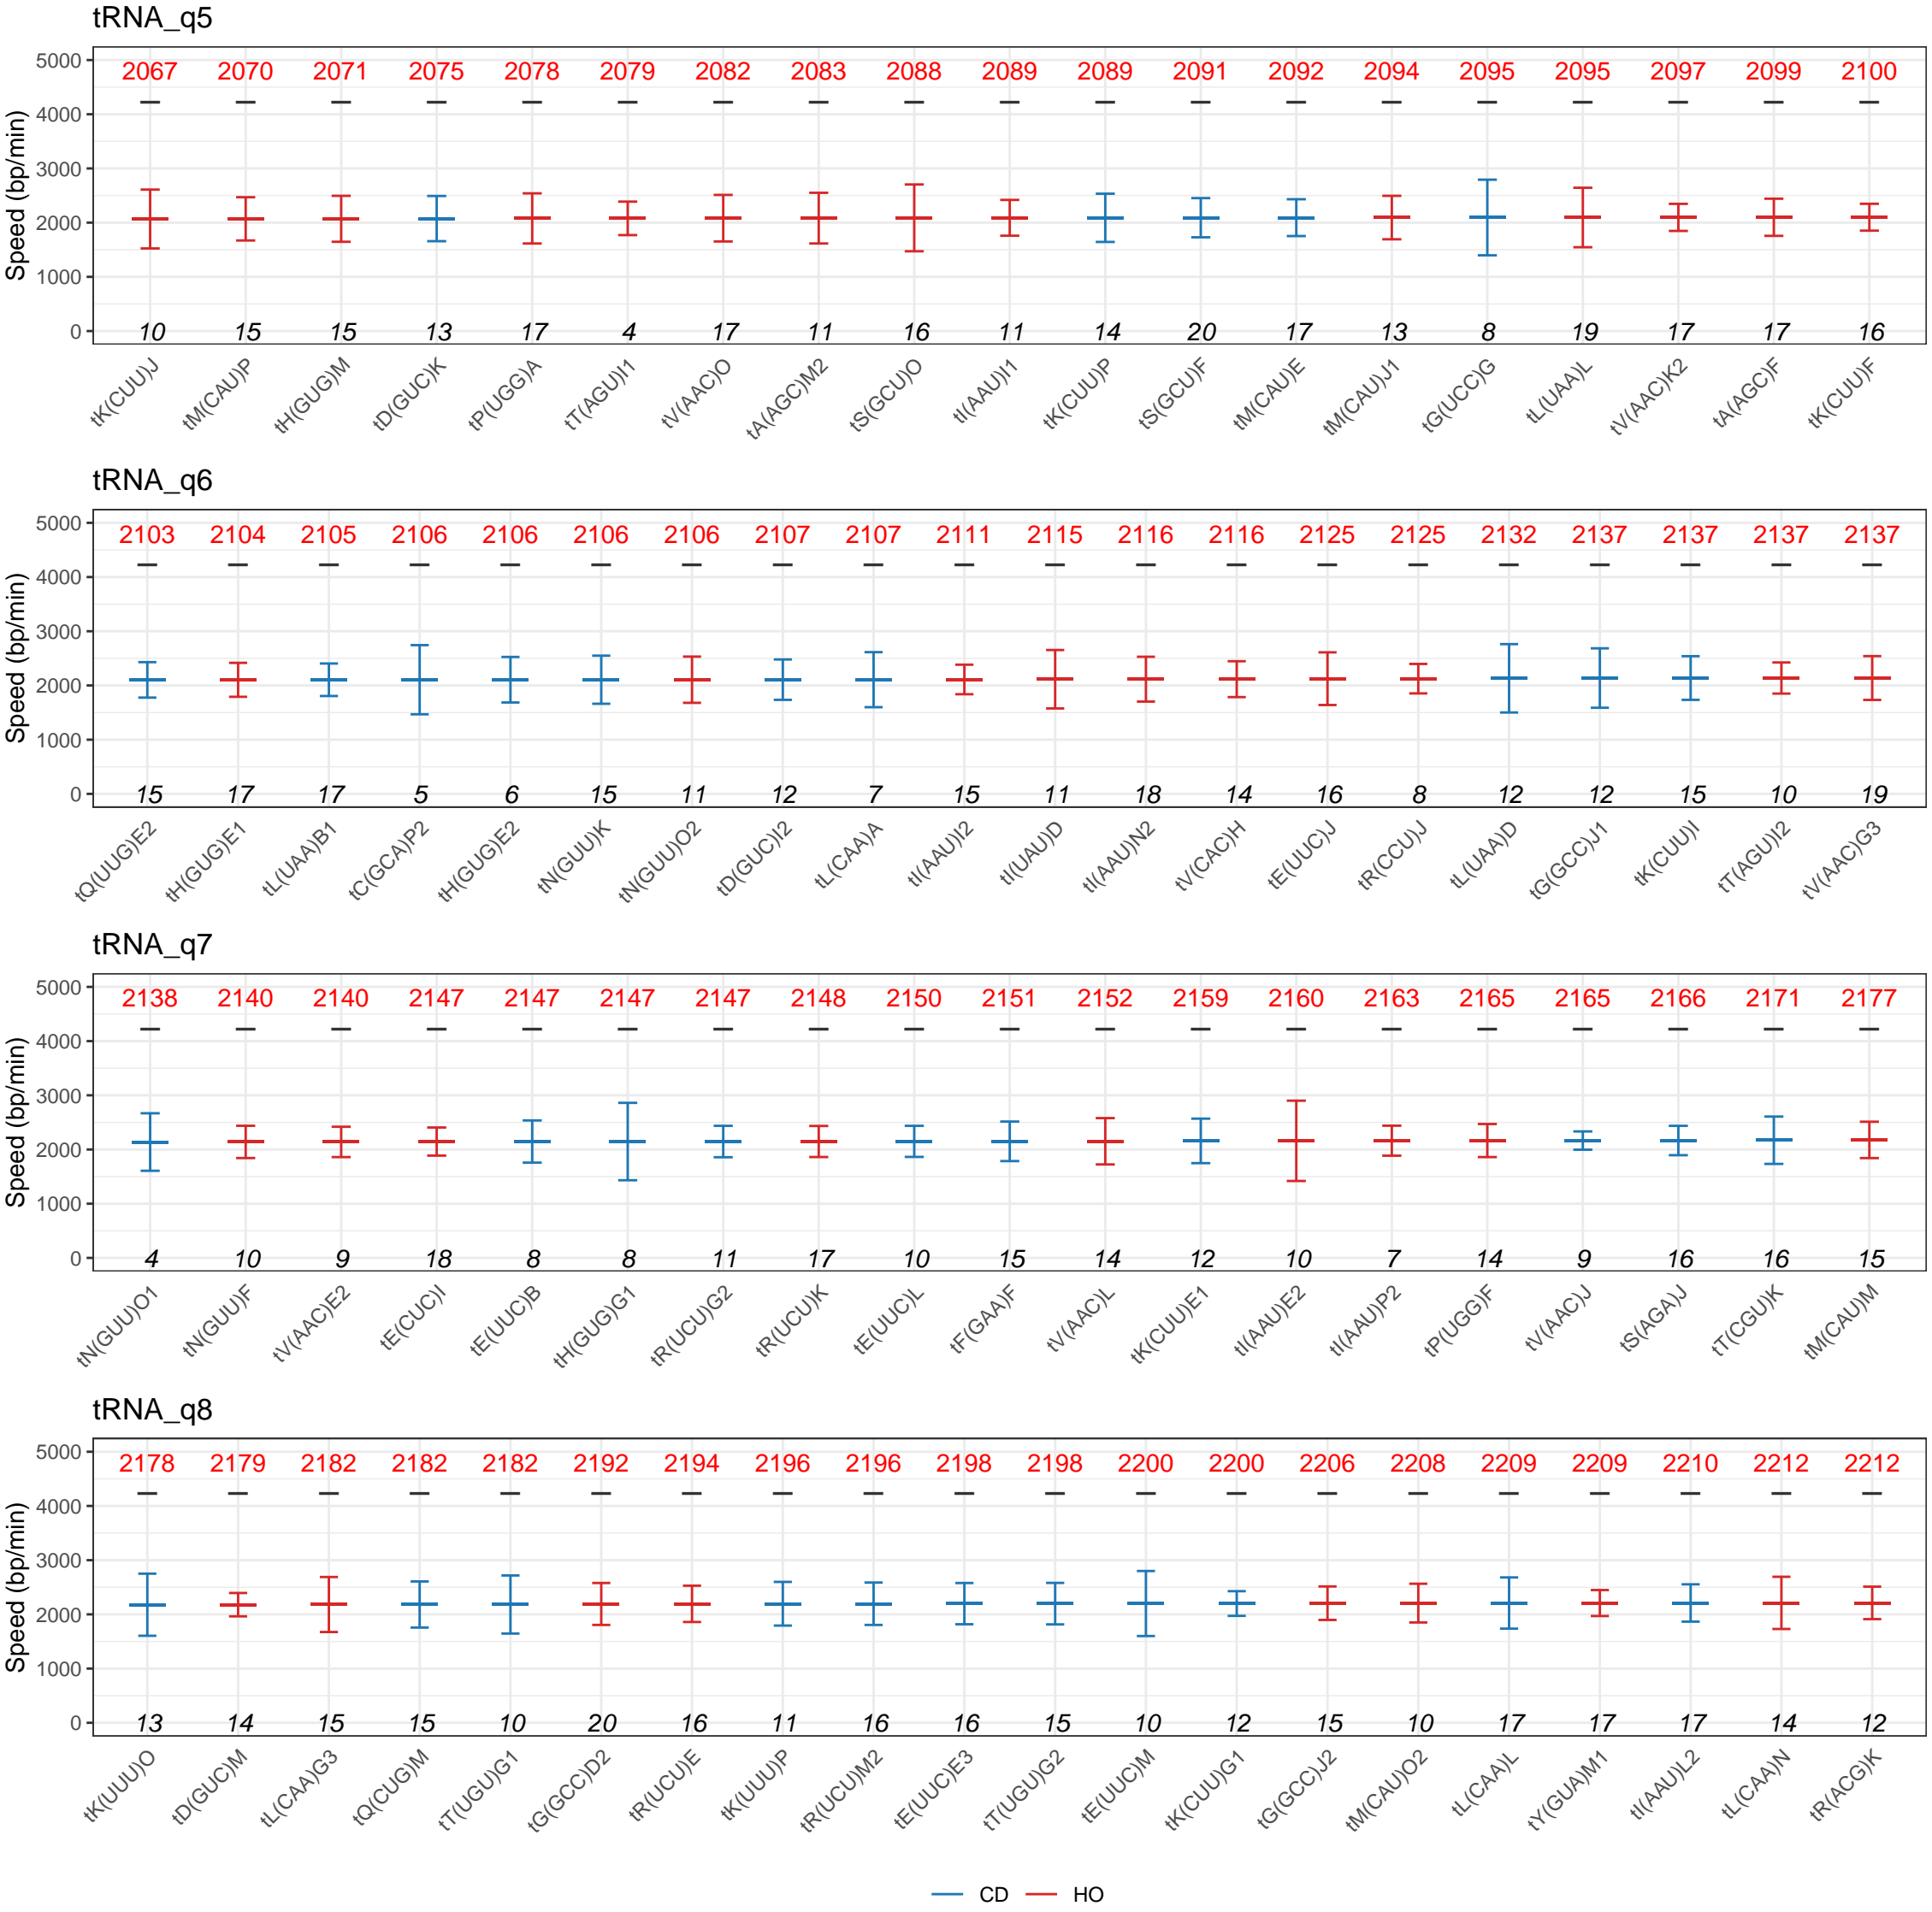 tRNA_q5
5000
2067 2070 2071 2075 2078 2079 2082 2083 2088 2089 2089 2091 2092 2094 2095 2095 2097 2099 2100
4000
3000
2000
1000
0
Speed (bp/min)
10 15 15 13 17 4 17 11 16 11 14 20 17 13 8 19 17 17 16
tK(CUU)J tM(CAU)P tH(GUG)M tD(GUC)K tP(UGG)A tT(AGU)I1 tV(AAC)O tA(AGC)M2 tS(GCU)O tI(AAU)I1 tK(CUU)P tS(GCU)F tM(CAU)E tM(CAU)J1 tG(UCC)G tL(UAA)L tV(AAC)K2 tA(AGC)F tK(CUU)F
tRNA_q6
5000
2103 2104 2105 2106 2106 2106 2106 2107 2107 2111 2115 2116 2116 2125 2125 2132 2137 2137 2137 2137
4000
3000
2000
1000
0
Speed (bp/min)
15 17 17 5 6 15 11 12 7 15 11 18 14 16 8 12 12 15 10 19
tQ(UUG)E2 tH(GUG)E1 tL(UAA)B1 tC(GCA)P2 tH(GUG)E2 tN(GUU)K tN(GUU)O2 tD(GUC)I2 tL(CAA)A tI(AAU)I2 tI(UAU)D tI(AAU)N2 tV(CAC)H tE(UUC)J tR(CCU)J tL(UAA)D tG(GCC)J1 tK(CUU)I tT(AGU)I2 tV(AAC)G3
tRNA_q7
5000
2138 2140 2140 2147 2147 2147 2147 2148 2150 2151 2152 2159 2160 2163 2165 2165 2166 2171 2177
4000
3000
2000
1000
0
Speed (bp/min)
4 10 9 18 8 8 11 17 10 15 14 12 10 7 14 9 16 16 15
tN(GUU)O1 tN(GUU)F tV(AAC)E2 tE(CUC)I tE(UUC)B tH(GUG)G1 tR(UCU)G2 tR(UCU)K tE(UUC)L tF(GAA)F tV(AAC)L tK(CUU)E1 tI(AAU)E2 tI(AAU)P2 tP(UGG)F tV(AAC)J tS(AGA)J tT(CGU)K tM(CAU)M
tRNA_q8
5000
2178 2179 2182 2182 2182 2192 2194 2196 2196 2198 2198 2200 2200 2206 2208 2209 2209 2210 2212 2212
4000
3000
2000
1000
0
Speed (bp/min)
13 14 15 15 10 20 16 11 16 16 15 10 12 15 10 17 17 17 14 12
tK(UUU)O tD(GUC)M tL(CAA)G3 tQ(CUG)M tT(UGU)G1 tG(GCC)D2 tR(UCU)E tK(UUU)P tR(UCU)M2 tE(UUC)E3 tT(UGU)G2 tE(UUC)M tK(CUU)G1 tG(GCC)J2 tM(CAU)O2 tL(CAA)L tY(GUA)M1 tI(AAU)L2 tL(CAA)N tR(ACG)K
CD HO